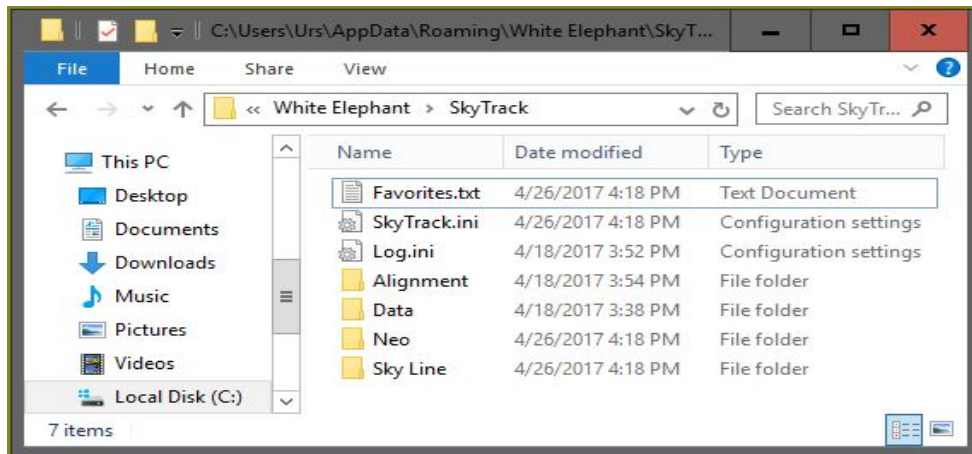 C:\Users\Urs\AppData\Roaming\White Elephant\SkyT...
File Home Share View
« White Elephant > SkyTrack Search SkyTr...
This PC
Desktop
Documents
Downloads
Music
Pictures
Videos
Local Disk (C:)
Name Date modified Type
Favorites.txt 4/26/2017 4:18 PM Text Document
SkyTrack.ini 4/26/2017 4:18 PM Configuration settings
Log.ini 4/18/2017 3:52 PM Configuration settings
Alignment 4/18/2017 3:54 PM File folder
Data 4/18/2017 3:38 PM File folder
Neo 4/26/2017 4:18 PM File folder
Sky Line 4/26/2017 4:18 PM File folder
7 items